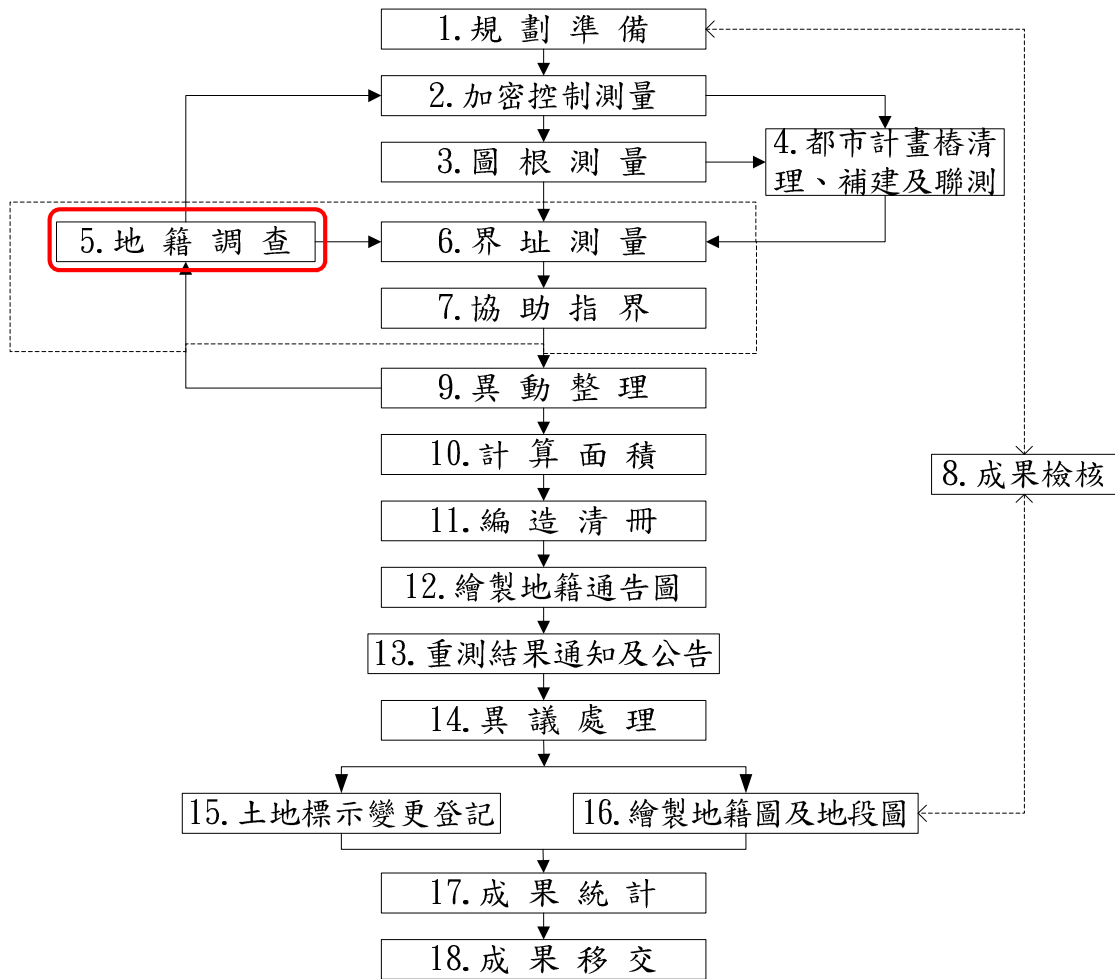 1.規劃準備
2.加密控制測量
3.圖根測量
4.都市計畫樁清
理、補建及聯測
5.地籍調查
6.界址測量
7.協助指界
9.異動整理
10.計算面積
8.成果檢核
11.編造清冊
12.繪製地籍通告圖
13.重測結果通知及公告
14.異議處理
15.土地標示變更登記
16.繪製地籍圖及地段圖
17.成果統計
18.成果移交